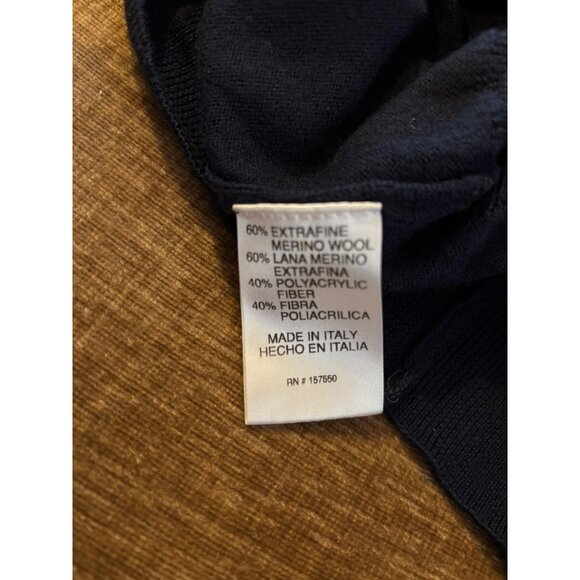 60% EXTRAFINE
MERINO WOOL
60% LANA MERINO
EXTRAFINA
40% POLYACRYLIC
FIBER
40% FIBRA
POLIACRILICA
MADE IN ITALY
HECHO EN ITALIA
RN # 157550